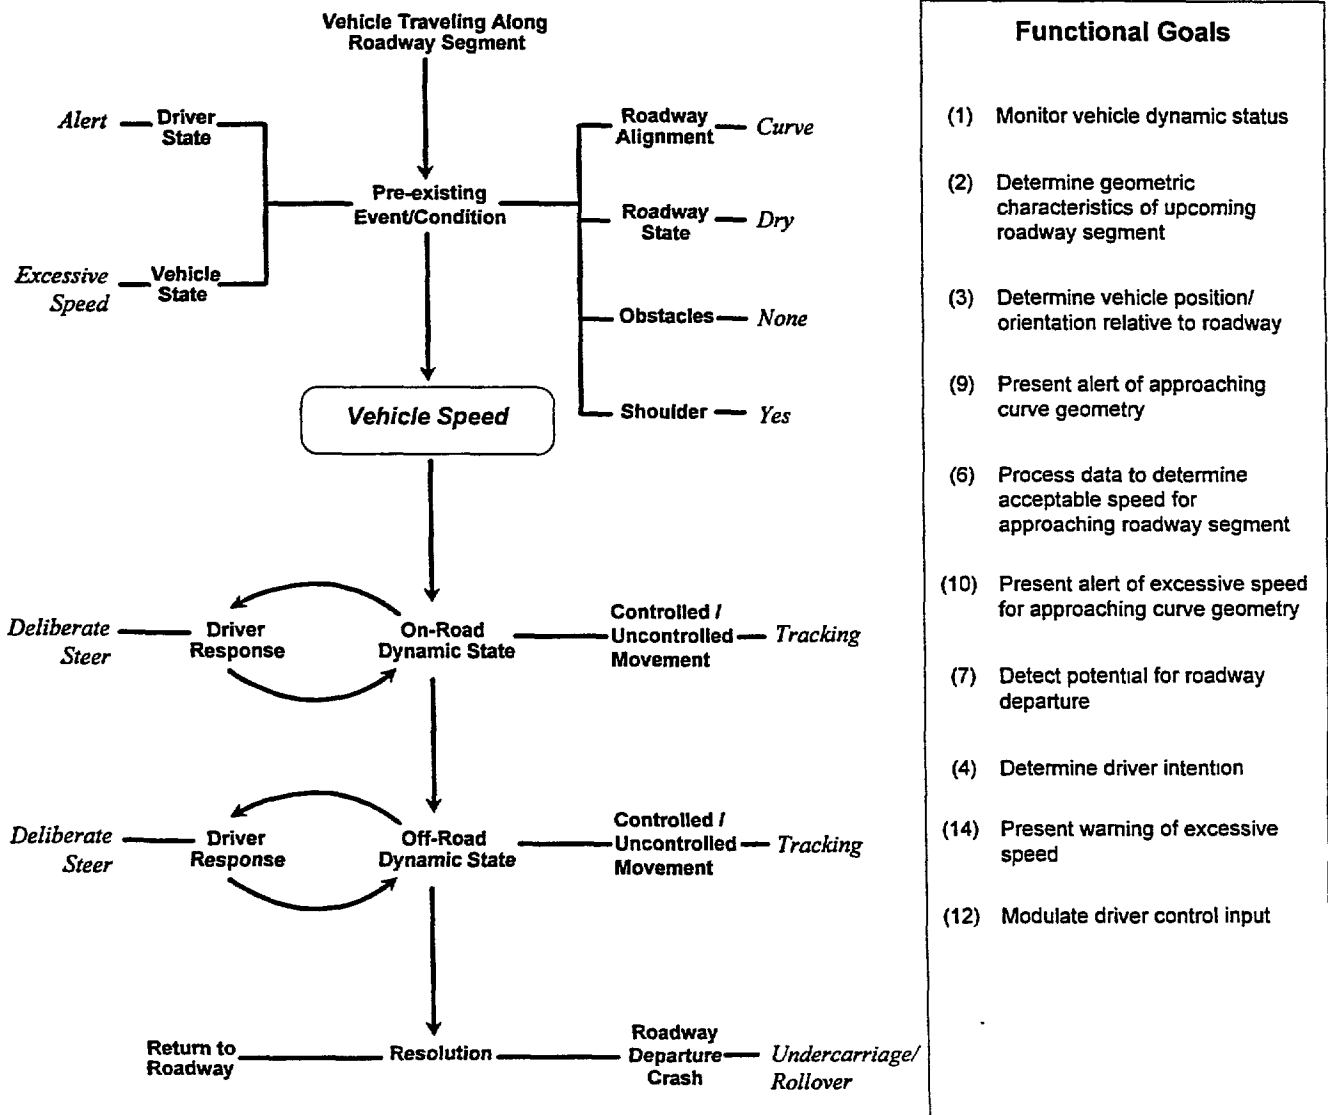 Vehicle Traveling Along
Roadway Segment
Alert
Driver
State
Excessive
Speed
Vehicle
State
Pre-existing
Event/Condition
Roadway
Alignment
Curve
Roadway
State
Dry
Obstacles
None
Shoulder
Yes
Vehicle Speed
Deliberate
Steer
Driver
Response
On-Road
Dynamic State
Controlled /
Uncontrolled
Movement
Tracking
Deliberate
Steer
Driver
Response
Off-Road
Dynamic State
Controlled /
Uncontrolled
Movement
Tracking
Return to
Roadway
Resolution
Roadway
Departure
Crash
Undercarriage/
Rollover
Functional Goals
(1) Monitor vehicle dynamic status
(2) Determine geometric
characteristics of upcoming
roadway segment
(3) Determine vehicle position/
orientation relative to roadway
(9) Present alert of approaching
curve geometry
(6) Process data to determine
acceptable speed for
approaching roadway segment
(10) Present alert of excessive speed
for approaching curve geometry
(7) Detect potential for roadway
departure
(4) Determine driver intention
(14) Present warning of excessive
speed
(12) Modulate driver control input